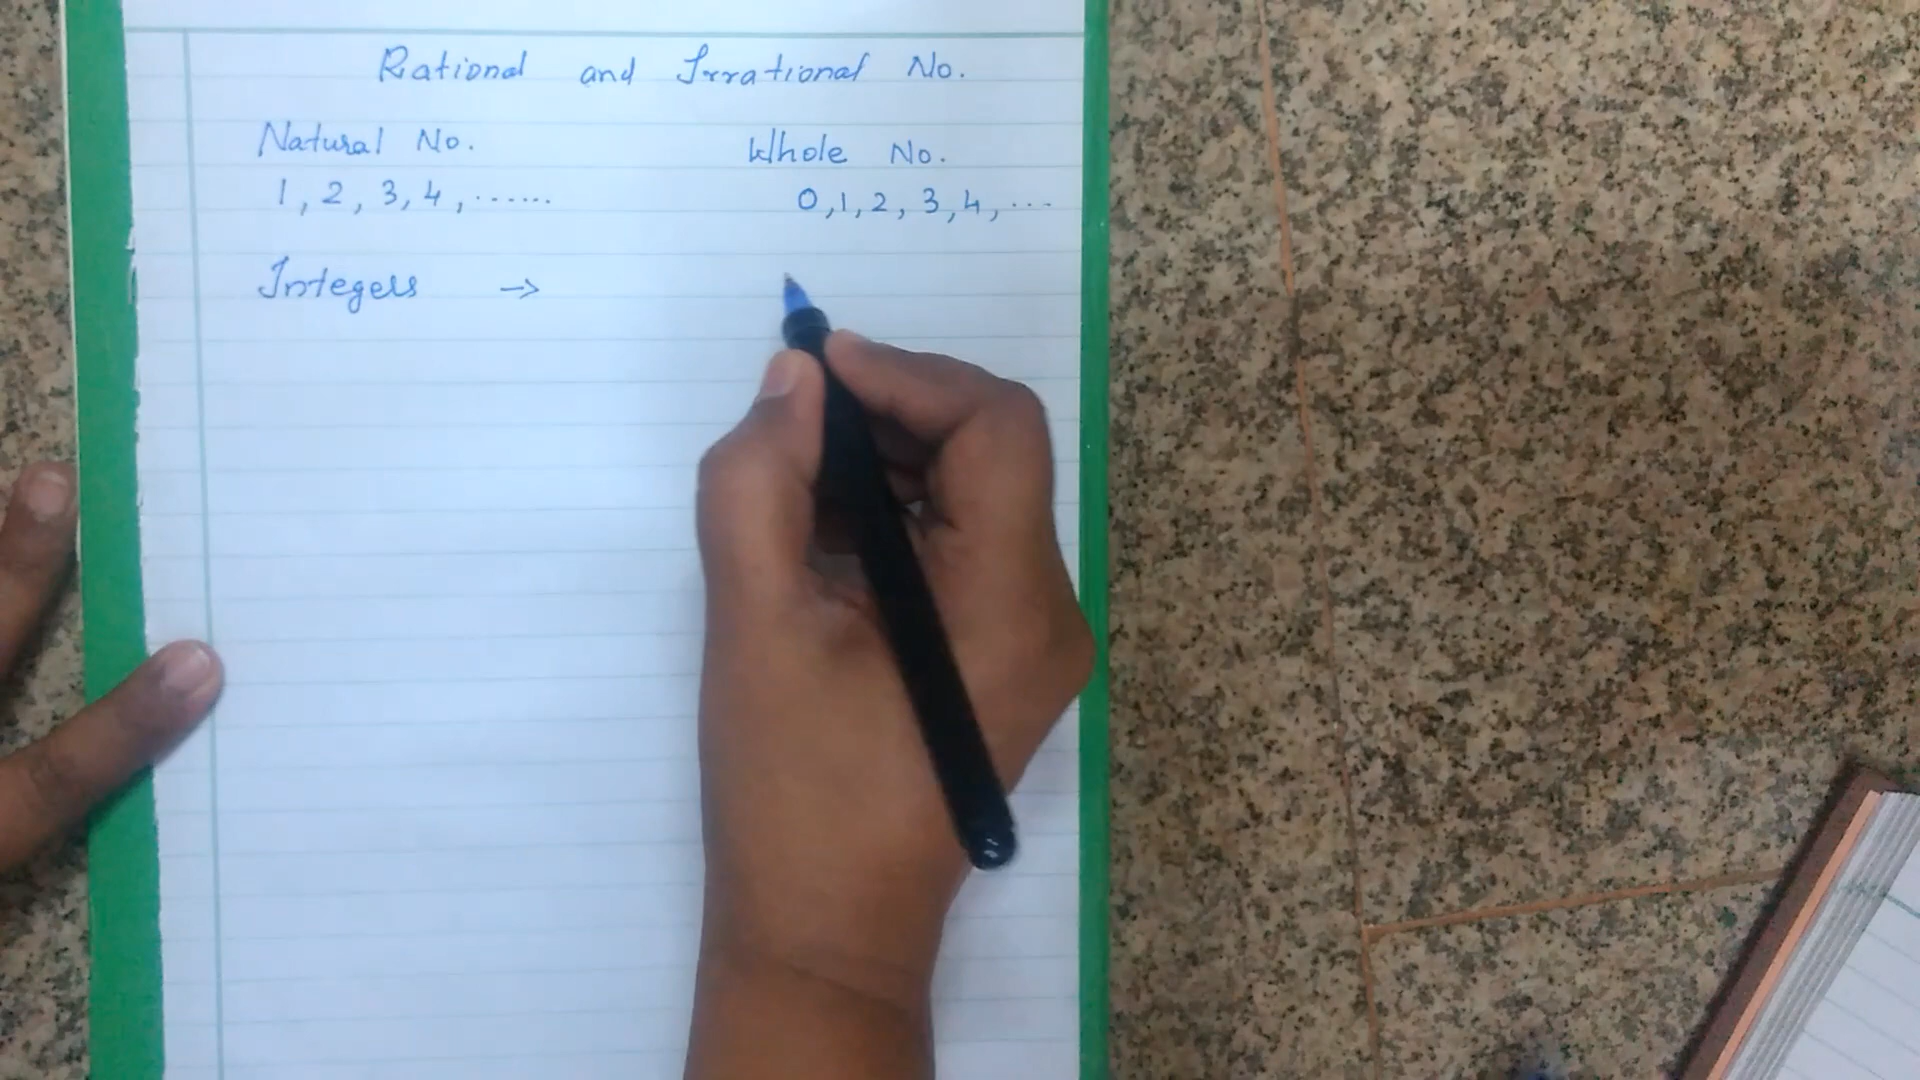 Rational and Irrational No.
Natural No. Whole No.
1, 2, 3, 4, ...... 0, 1, 2, 3, 4, ...
Integers →